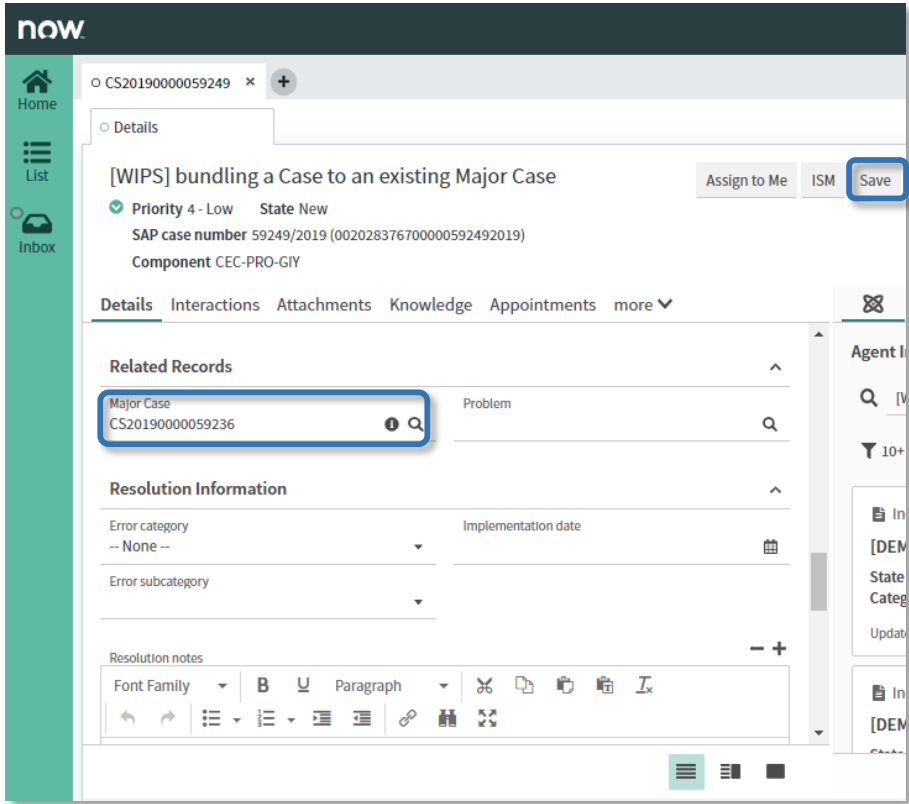 now.
Home
List
Inbox
CS20190000059249 × +
Details
[WIPS] bundling a Case to an existing Major Case
Assign to Me ISM Save
Priority 4 - Low State New
SAP case number 59249/2019 (002028376700000592492019)
Component CEC-PRO-GIY
Details Interactions Attachments Knowledge Appointments more
Related Records
Agent
Major Case Problem
CS20190000059236
10+
Resolution Information
Error category Implementation date
-- None --
Error subcategory
State
Resolution notes
Font Family B U Paragraph